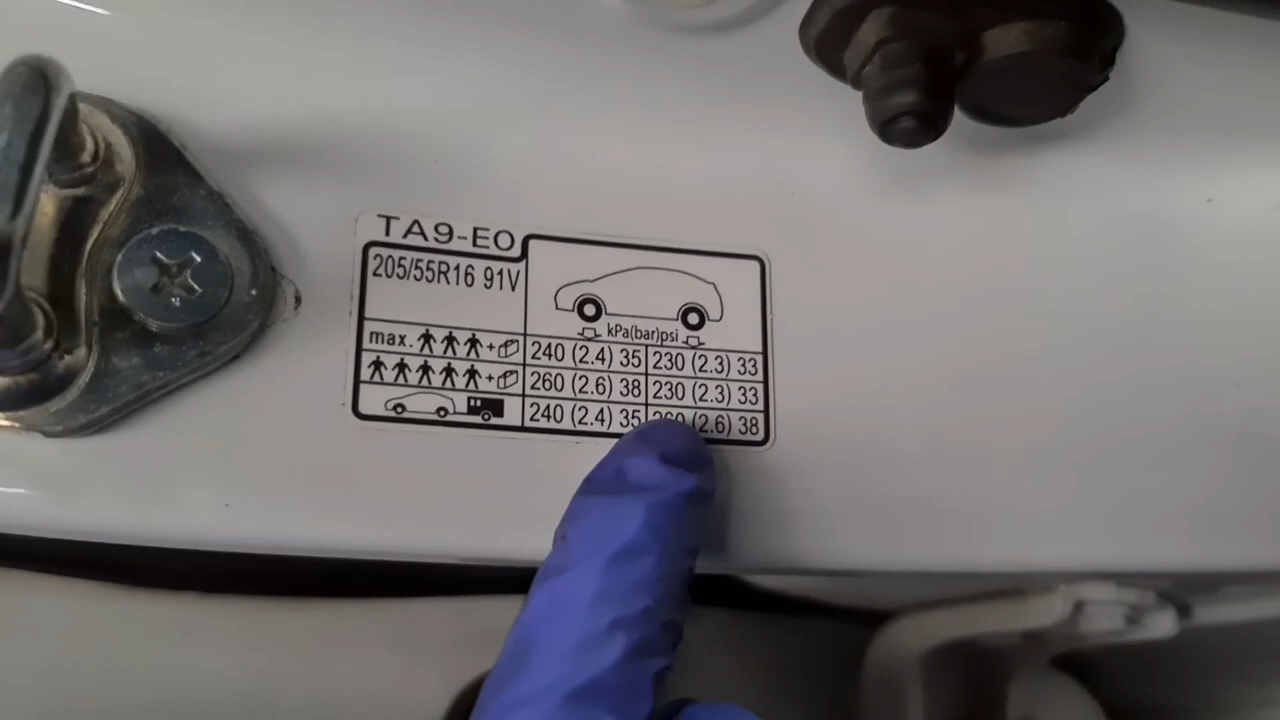 TA9-E0
205/55R16 91V
kPa(bar)psi
max. + 240 (2.4) 35 230 (2.3) 33
+ 260 (2.6) 38 230 (2.3) 33
240 (2.4) 35 260 (2.6) 38